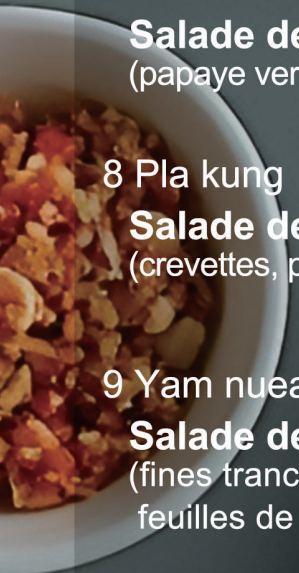 Salade de
(papaye ver
8 Pla kung
Salade de
(crevettes, p
9 Yam nuea
Salade de
(fines tranc
feuilles de